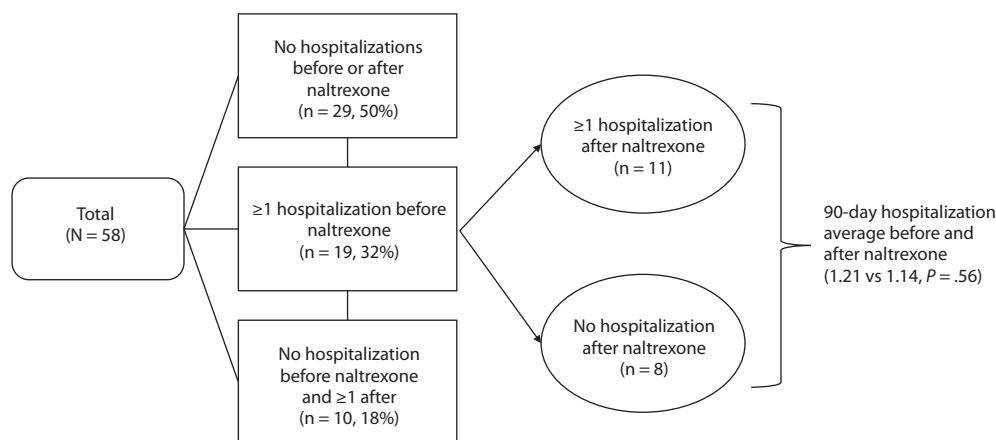 Total
(N = 58)
No hospitalizations
before or after
naltrexone
(n = 29, 50%)
≥1 hospitalization before
naltrexone
(n = 19, 32%)
No hospitalization
before naltrexone
and ≥1 after
(n = 10, 18%)
≥1 hospitalization
after naltrexone
(n = 11)
No hospitalization
after naltrexone
(n = 8)
90-day hospitalization
average before and
after naltrexone
(1.21 vs 1.14, P = .56)